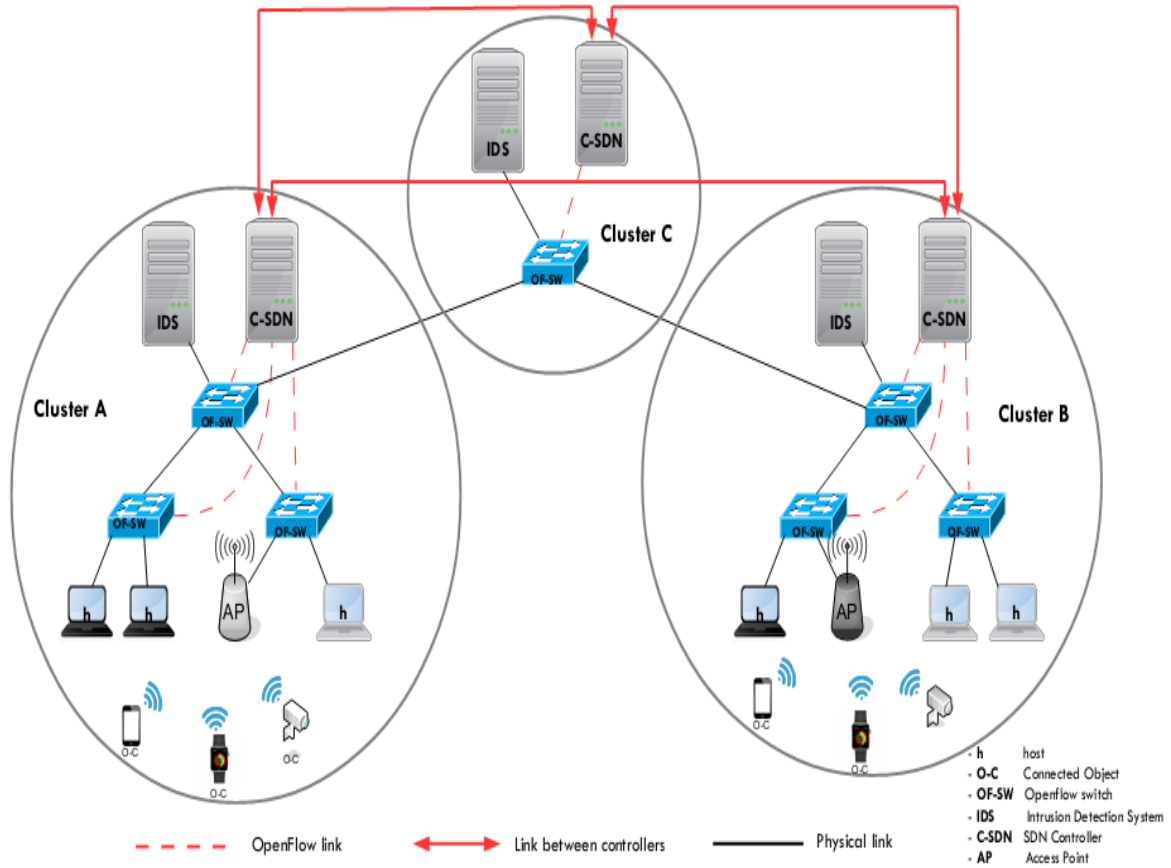 IDS
C-SDN
Cluster C
OF-SW
IDS
C-SDN
Cluster A
OF-SW
OF-SW
OF-SW
h
h
AP
h
O-C
O-C
O-C
IDS
C-SDN
Cluster B
OF-SW
OF-SW
OF-SW
h
AP
h
h
O-C
O-C
- h host
- O-C Connected Object
- OF-SW Openflow switch
- IDS Intrusion Detection System
- C-SDN SDN Controller
- AP Access Point
OpenFlow link
Link between controllers
Physical link